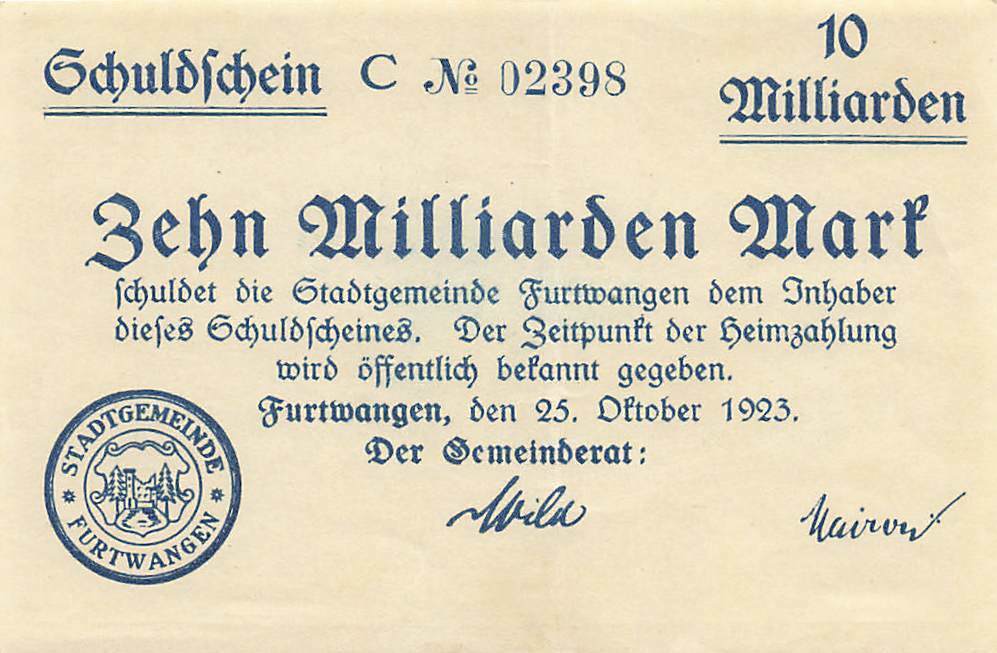 Schuldschein C № 02398
10
Milliarden
Zehn Milliarden Mark
schuldet die Stadtgemeinde Furtwangen dem Inhaber
dieses Schuldscheines. Der Zeitpunkt der Heimzahlung
wird öffentlich bekannt gegeben.
Furtwangen, den 25. Oktober 1923.
Der Gemeinderat:
Wild
STADTGEMEINDE
FURTWANGEN